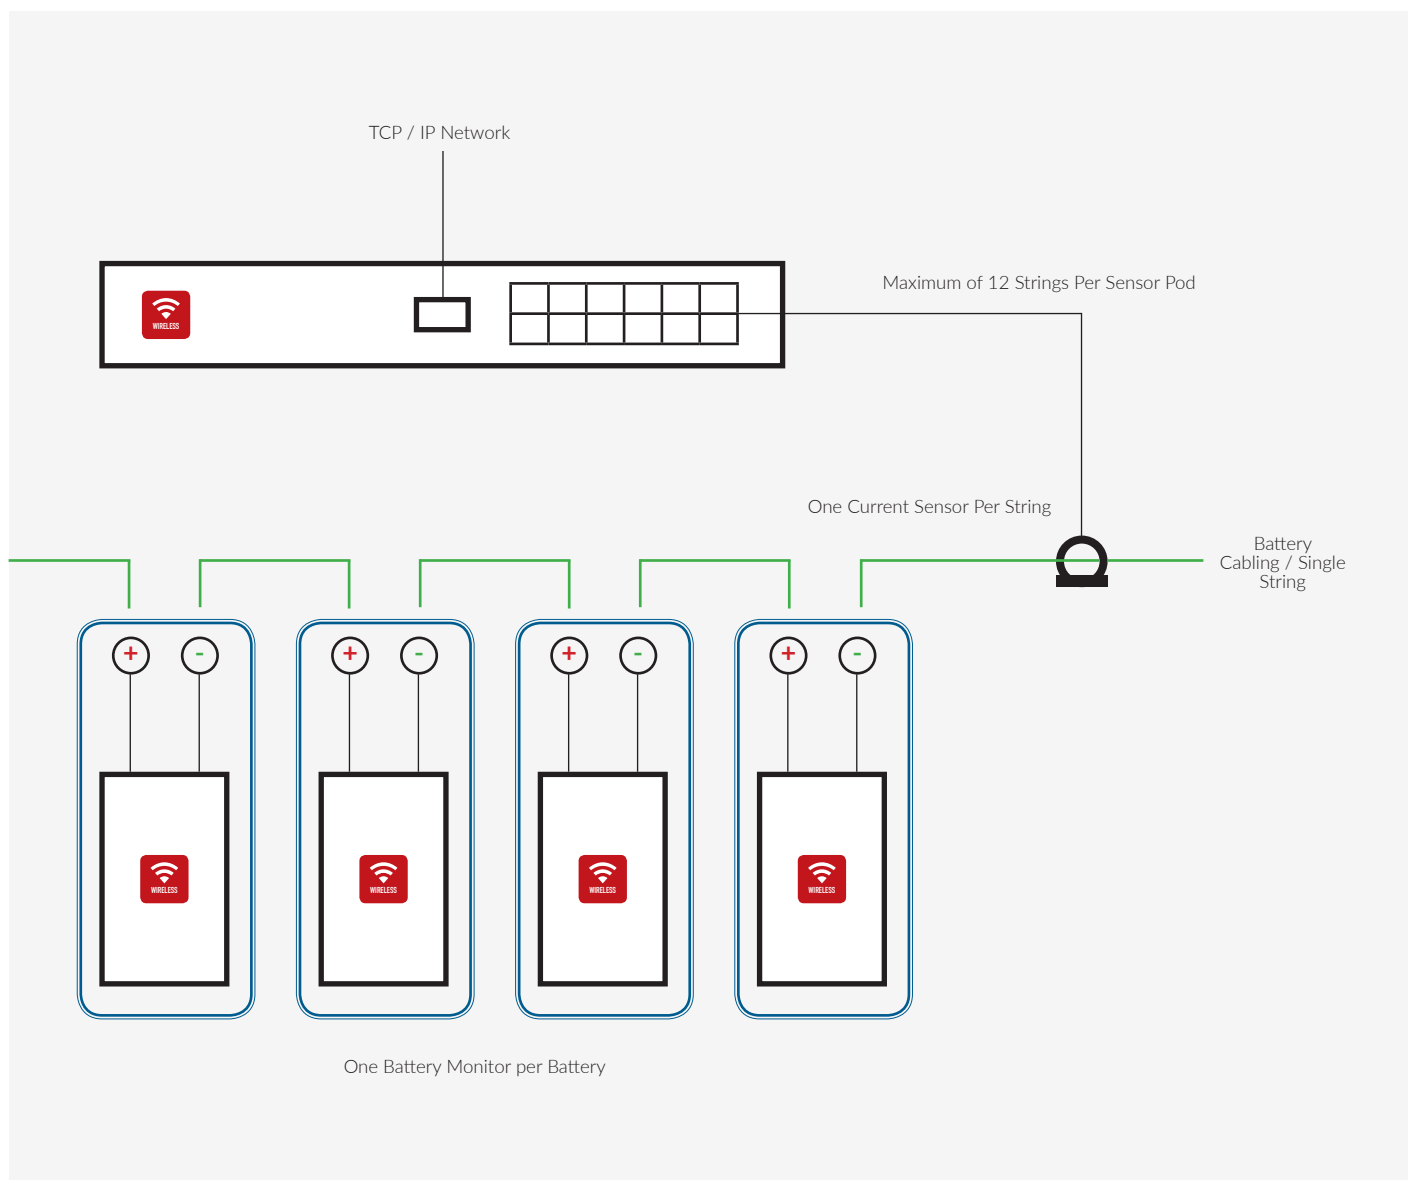 TCP / IP Network
WIRELESS
Maximum of 12 Strings Per Sensor Pod
One Current Sensor Per String
Battery
Cabling / Single
String
+ -
+ -
+ -
+ -
WIRELESS
WIRELESS
WIRELESS
WIRELESS
One Battery Monitor per Battery